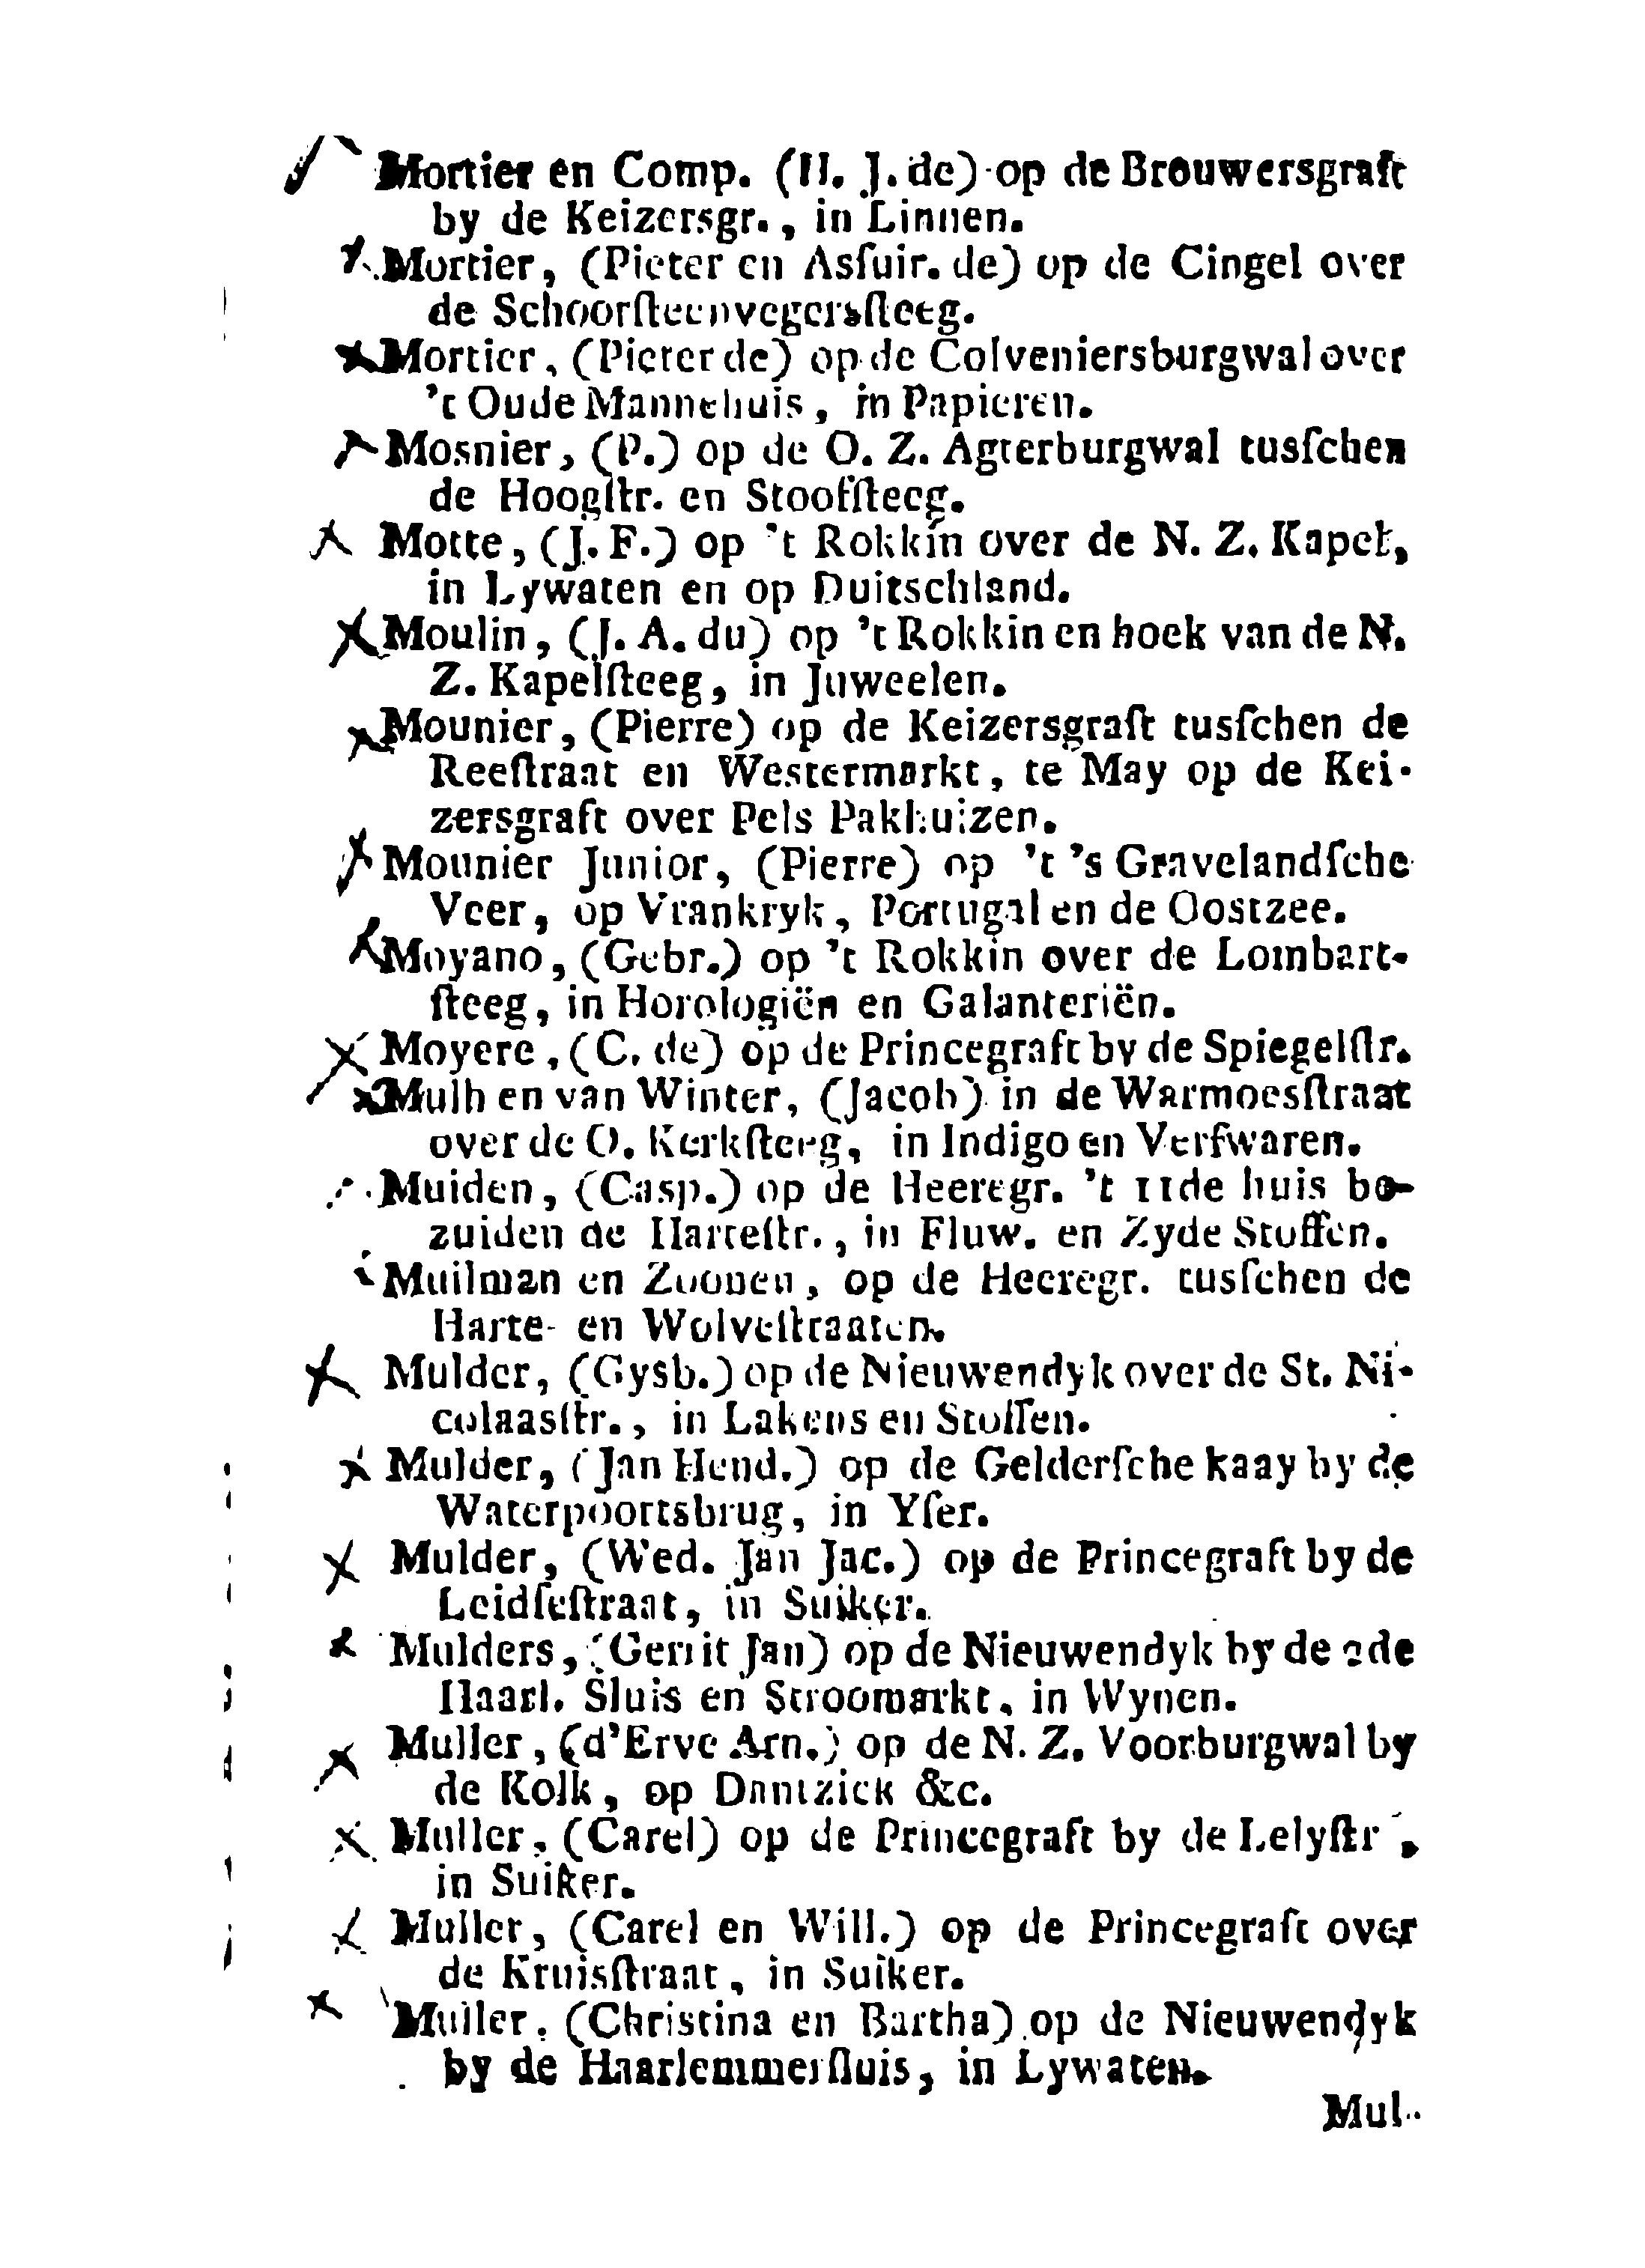 Mortier en Comp. (H. J. de) op de Brouwersgraft
by de Keizersgr., in Linnen.
Mortier, (Pieter en Asſuir. de) op de Cingel over
de Schoorſteenvegersſteeg.
Mortier, (Pieter de) op de Colveniersburgwal over
't Oude Mannehuis, in Papieren.
Mosnier, (P.) op de O. Z. Agterburgwal tusſchen
de Hoogſtr. en Stoofſteeg.
Motte, (J. F.) op 't Rokkin over de N. Z. Kapel,
in Lywaten en op Duitschland.
Moulin, (J. A. du) op 't Rokkin en hoek van de N.
Z. Kapelſteeg, in Juweelen.
Mounier, (Pierre) op de Keizersgraft tusſchen de
Reeſtraat en Westermarkt, te May op de Kei-
zersgraft over Pels Pakhuizen.
Mounier Junior, (Pierre) op 't 's Gravelandſche
Veer, op Vrankryk, Portugal en de Oostzee.
Moyano, (Gebr.) op 't Rokkin over de Lombart-
ſteeg, in Horologiën en Galanteriën.
Moyere, (C. de) op de Princegraft by de Spiegelſtr.
Mulh en van Winter, (Jacob) in de Warmoesſtraat
over de O. Kerkſteeg, in Indigo en Verfwaren.
Muiden, (Casp.) op de Heeregr. 't 11de huis be-
zuiden de Harteſtr., in Fluw. en Zyde Stoffen.
Muilman en Zoonen, op de Heeregr. tusſchen de
Harte- en Wolveſtraaten.
Mulder, (Gysb.) op de Nieuwendyk over de St. Ni-
colaasſtr., in Lakens en Stoffen.
Mulder, (Jan Hend.) op de Gelderſche kaay by de
Waterpoortsbrug, in Yſer.
Mulder, (Wed. Jan Jac.) op de Princegraft by de
Leidſeſtraat, in Suiker.
Mulders, (Gerrit Jan) op de Nieuwendyk by de 2de
Haarl. Sluis en Stroomarkt, in Wynen.
Muller, (d'Erve Arn.) op de N. Z. Voorburgwal by
de Kolk, op Dantzick &c.
Muller, (Carel) op de Princegraft by de Lelyſtr.,
in Suiker.
Muller, (Carel en Will.) op de Princegraft over
de Kruisſtraat, in Suiker.
Muller, (Christina en Bartha) op de Nieuwendyk
by de Haarlemmerſluis, in Lywaten.
Mul-